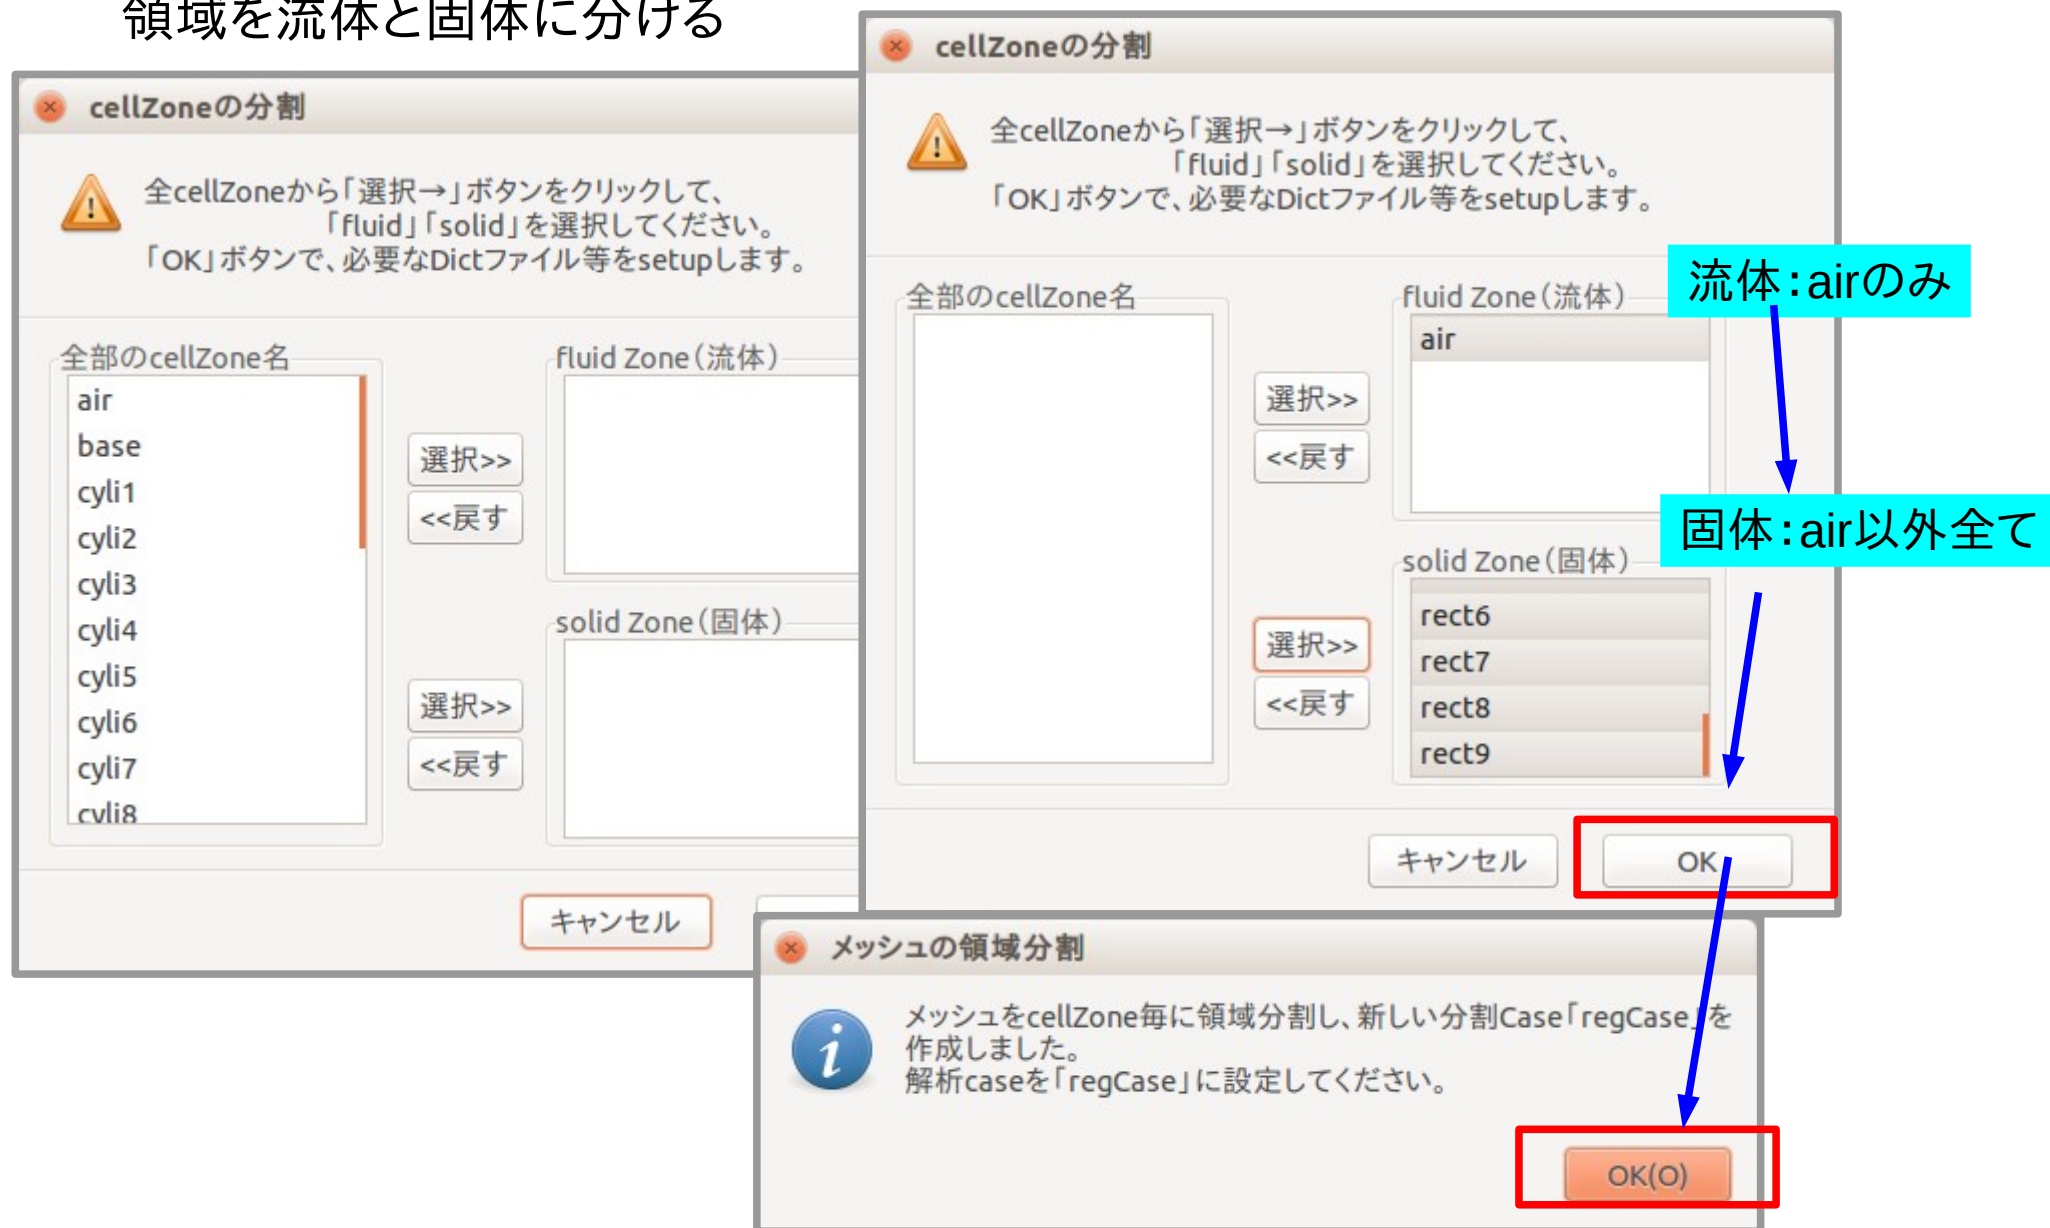 領域を流体と固体に分ける
cellZoneの分割
全cellZoneから「選択→」ボタンをクリックして、
「fluid」「solid」を選択してください。
「OK」ボタンで、必要なDictファイル等をsetupします。
全部のcellZone名
air
base
cyli1
cyli2
cyli3
cyli4
cyli5
cyli6
cyli7
cyli8
選択>>
<<戻す
選択>>
<<戻す
fluid Zone（流体）
solid Zone（固体）
キャンセル
cellZoneの分割
全cellZoneから「選択→」ボタンをクリックして、
「fluid」「solid」を選択してください。
「OK」ボタンで、必要なDictファイル等をsetupします。
全部のcellZone名
選択>>
<<戻す
選択>>
<<戻す
fluid Zone（流体）
air
流体：airのみ
固体：air以外全て
solid Zone（固体）
rect6
rect7
rect8
rect9
キャンセル
OK
メッシュの領域分割
メッシュをcellZone毎に領域分割し、新しい分割Case「regCase」を
作成しました。
解析caseを「regCase」に設定してください。
OK(O)